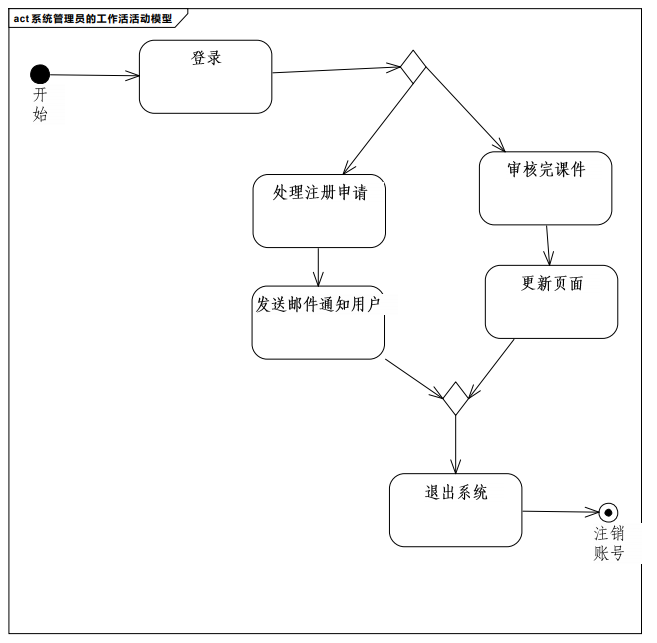 act 系统管理员的工作活活动模型
登录
开
始
审核完课件
处理注册申请
更新页面
发送邮件通知用户
退出系统
注销
账号